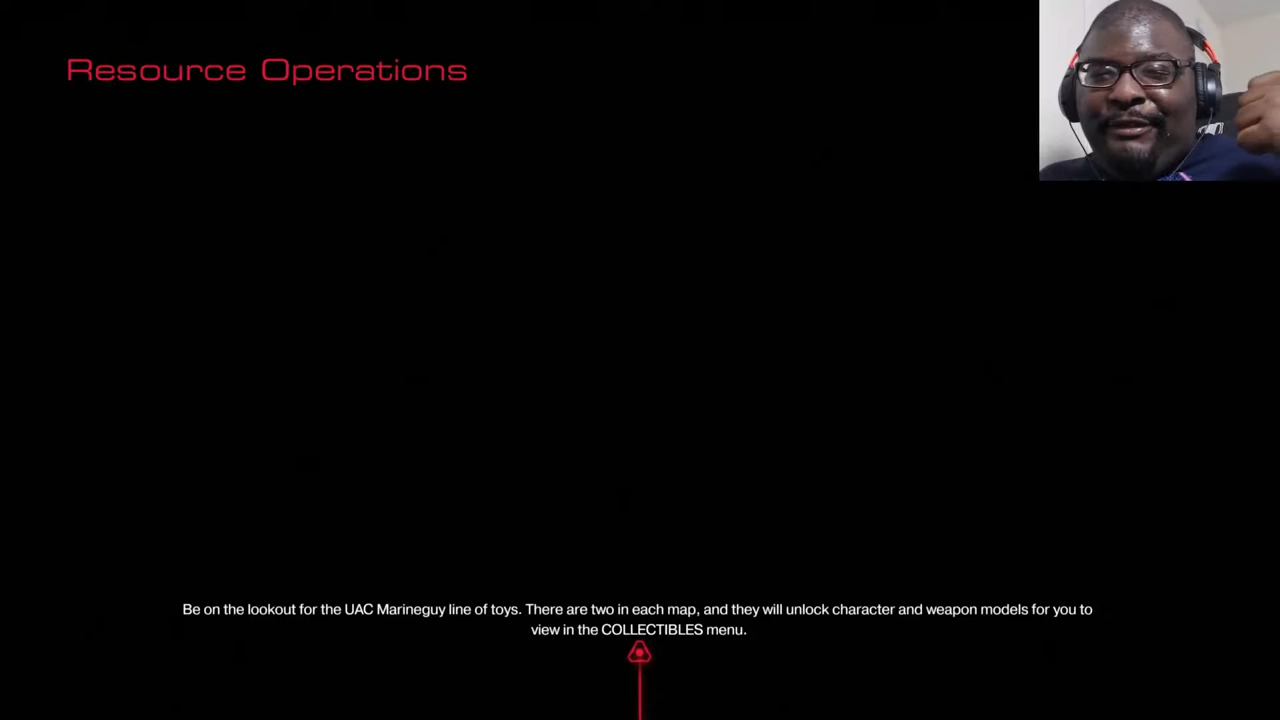 Resource Operations
Be on the lookout for the UAC Marineguy line of toys. There are two in each map, and they will unlock character and weapon models for you to
view in the COLLECTIBLES menu.